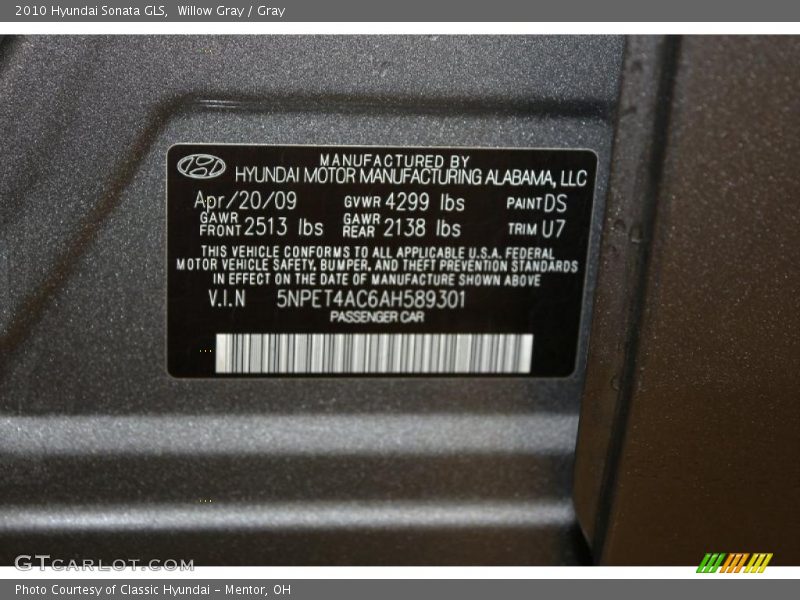 2010 Hyundai Sonata GLS, Willow Gray / Gray
MANUFACTURED BY
HYUNDAI MOTOR MANUFACTURING ALABAMA, LLC
Apr/20/09 GVWR 4299 lbs PAINT DS
GAWR FRONT 2513 lbs GAWR REAR 2138 lbs TRIM U7
THIS VEHICLE CONFORMS TO ALL APPLICABLE U.S.A. FEDERAL
MOTOR VEHICLE SAFETY, BUMPER, AND THEFT PREVENTION STANDARDS
IN EFFECT ON THE DATE OF MANUFACTURE SHOWN ABOVE
V.I.N 5NPET4AC6AH589301
PASSENGER CAR
GTCARLOT.COM
Photo Courtesy of Classic Hyundai - Mentor, OH